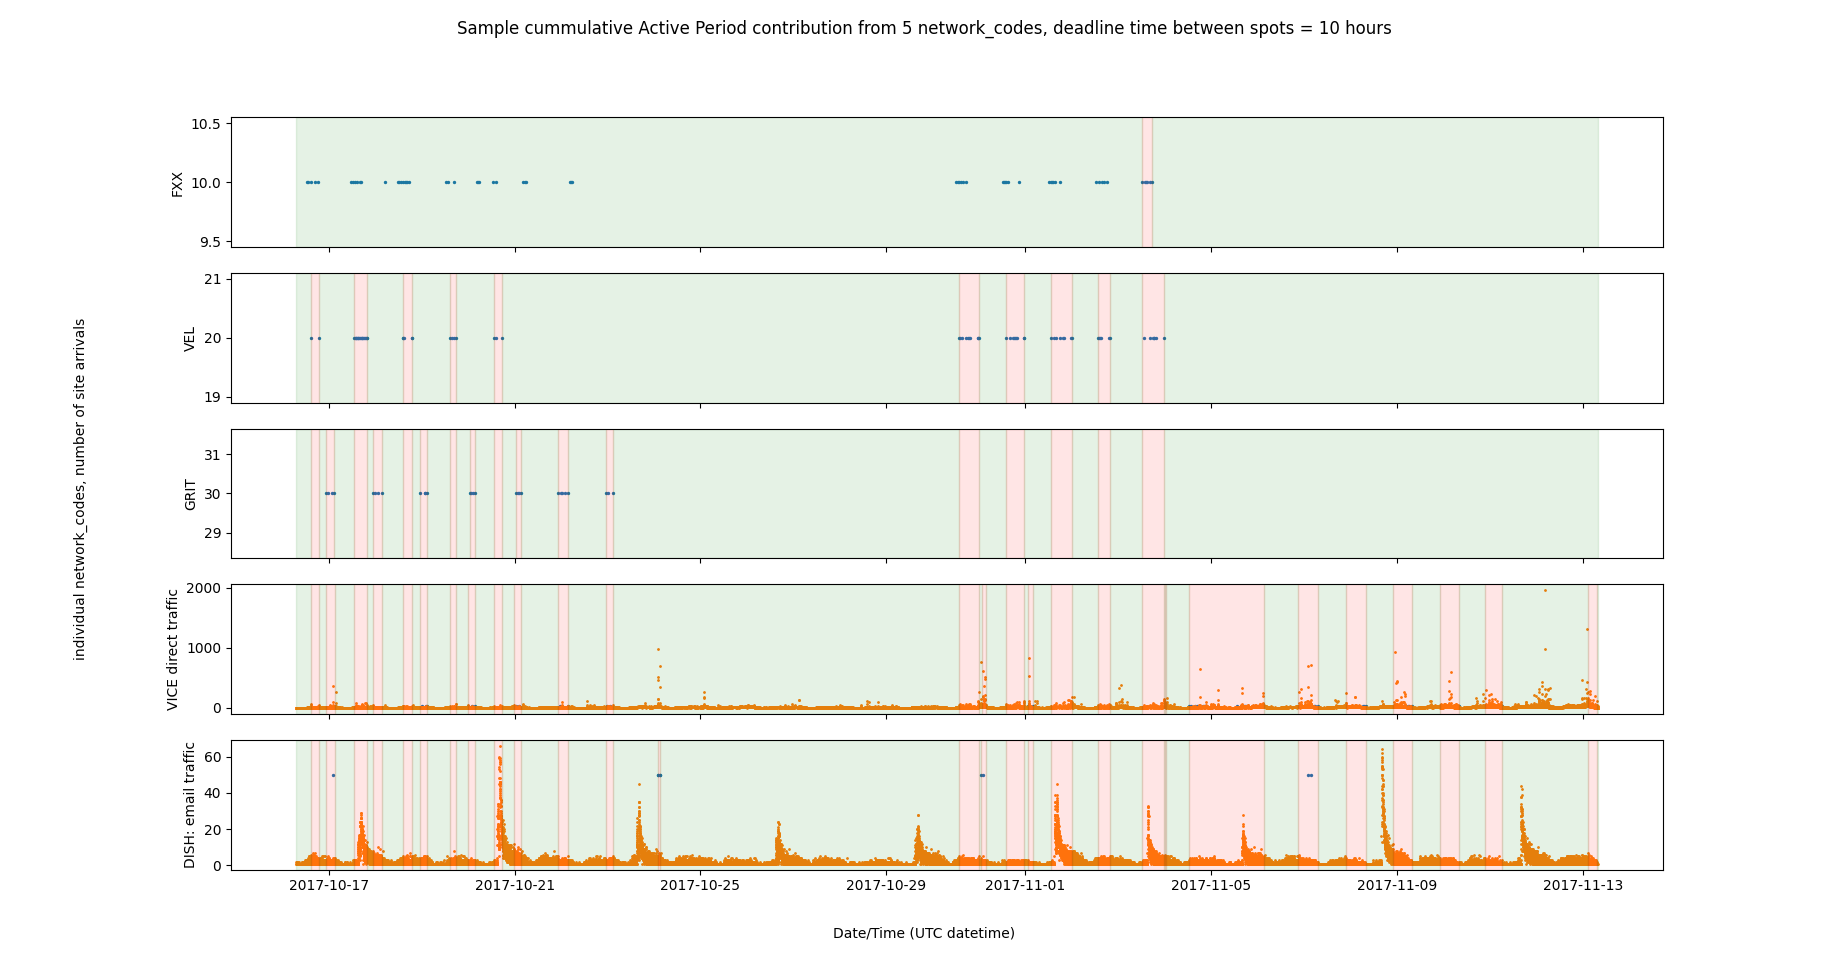 Sample cummulative Active Period contribution from 5 network_codes, deadline time between spots = 10 hours
individual network_codes, number of site arrivals
FXX
10.5
10.0
9.5
VEL
21
20
19
GRIT
31
30
29
VICE direct traffic
2000
1000
0
DISH: email traffic
60
40
20
0
2017-10-17 2017-10-21 2017-10-25 2017-10-29 2017-11-01 2017-11-05 2017-11-09 2017-11-13
Date/Time (UTC datetime)